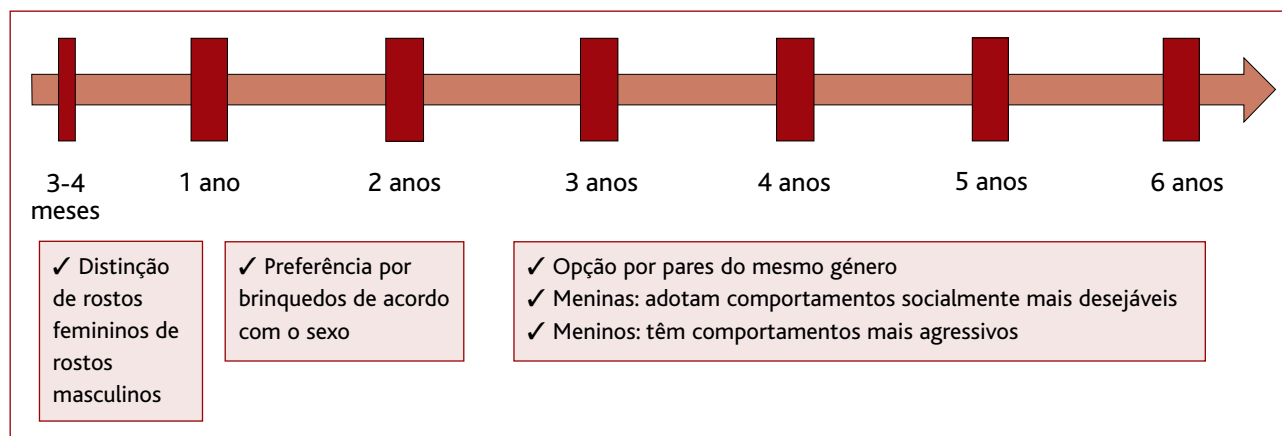 3-4
meses
1 ano
2 anos
3 anos
4 anos
5 anos
6 anos
✓ Distinção
de rostos
femininos de
rostos
masculinos
✓ Preferência por
brinquedos de acordo
com o sexo
✓ Opção por pares do mesmo género
✓ Meninas: adotam comportamentos socialmente mais desejáveis
✓ Meninos: têm comportamentos mais agressivos